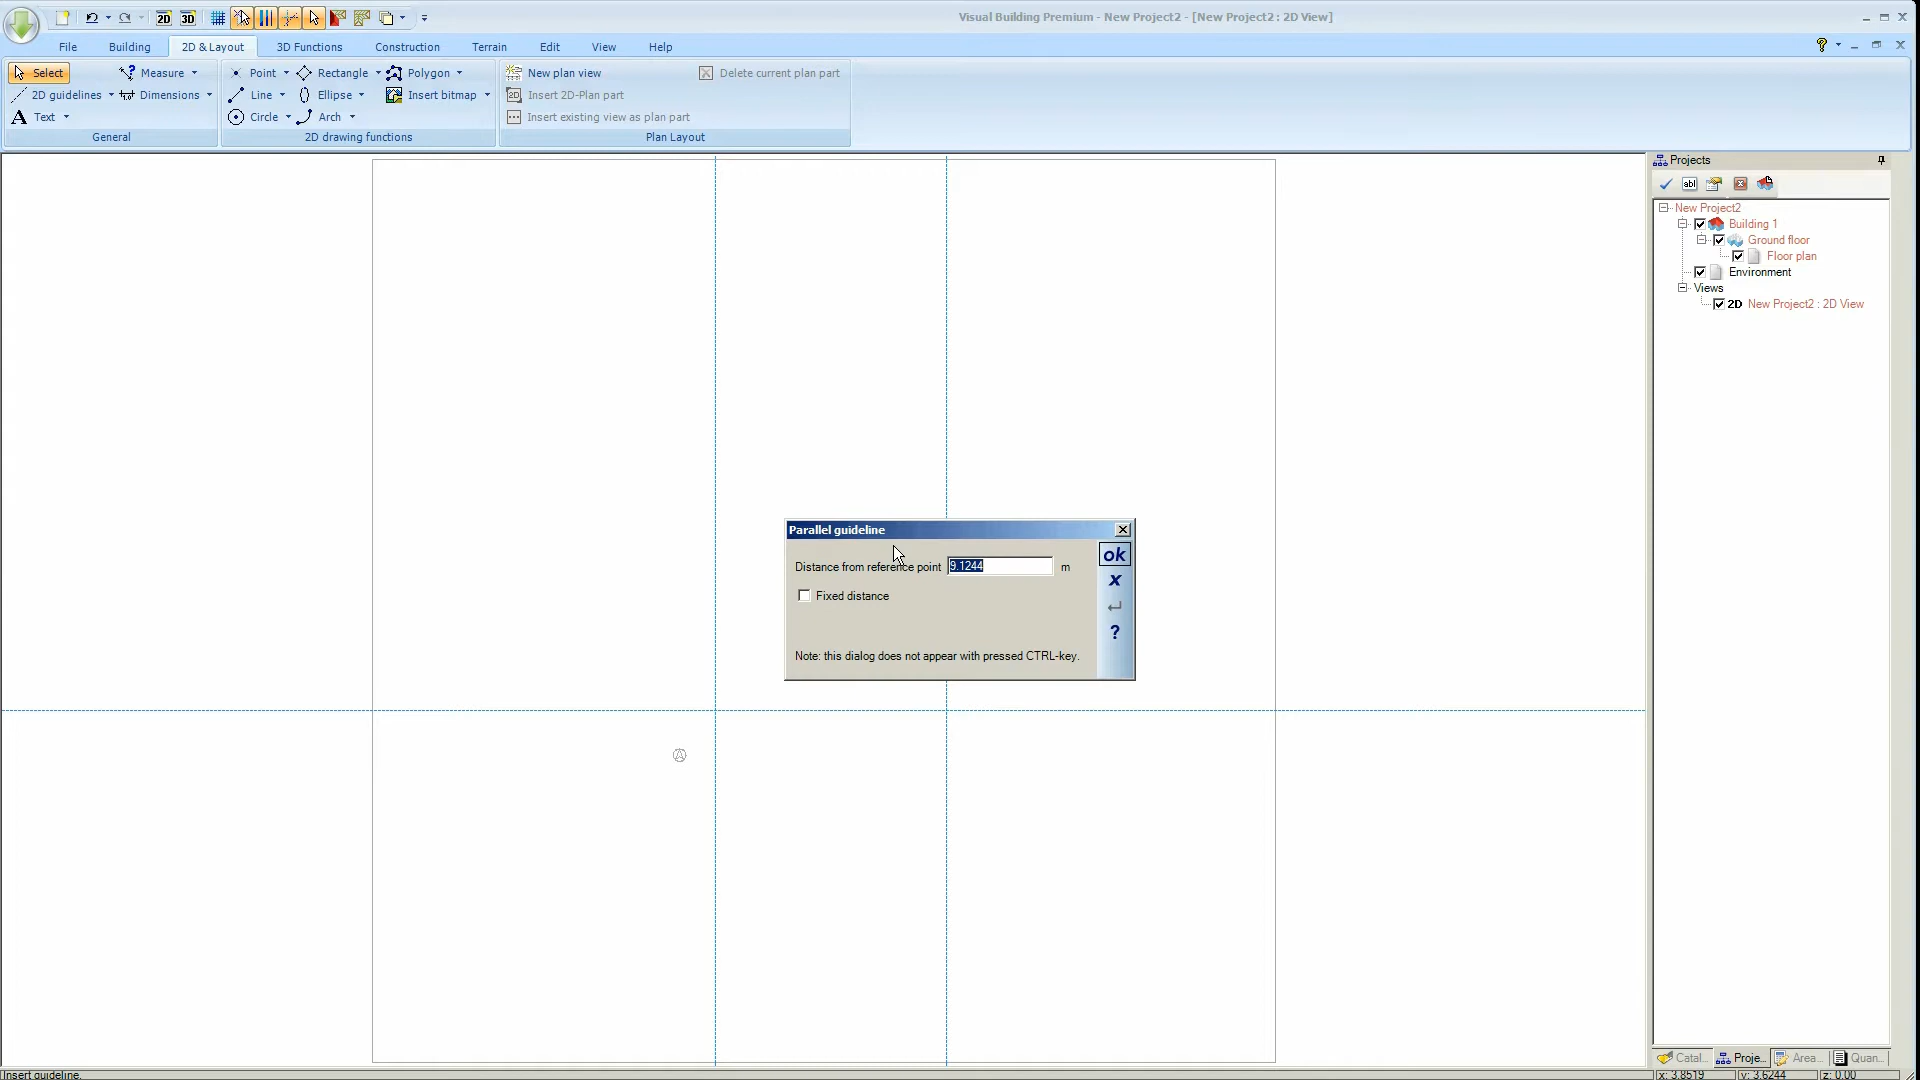 2D 3D
Visual Building Premium - New Project2 - [New Project2 : 2D View]
File Building 2D & Layout 3D Functions Construction Terrain Edit View Help
Select Measure Point Rectangle Polygon New plan view Delete current plan part
2D guidelines Dimensions Line Ellipse Insert bitmap Insert 2D-Plan part
A Text Circle Arch Insert existing view as plan part
General 2D drawing functions Plan Layout
Projects
abl
New Project2
Building 1
Ground floor
Floor plan
Environment
Views
2D New Project2 : 2D View
Parallel guideline
Distance from reference point 9.1244 m
ok
x
Fixed distance
?
Note: this dialog does not appear with pressed CTRL-key.
Catal... Proje... Area... Quan...
Insert guideline. x: 3.8519 y: 3.6244 z: 0.00